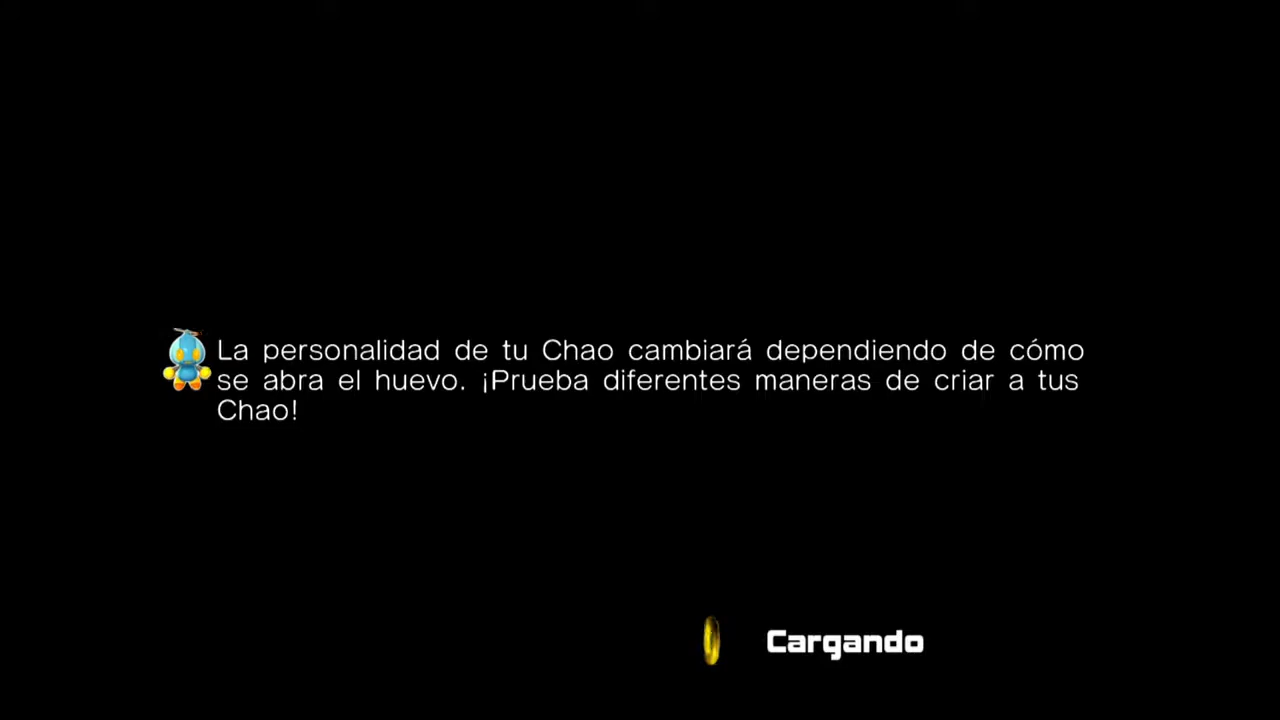 La personalidad de tu Chao cambiará dependiendo de cómo
se abra el huevo. ¡Prueba diferentes maneras de criar a tus
Chao!
Cargando